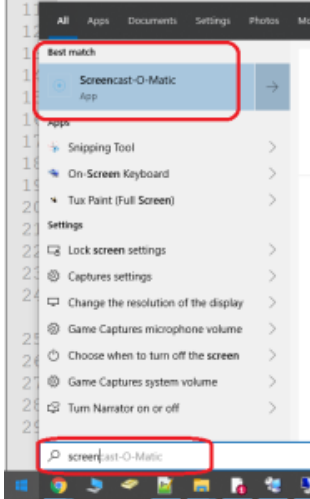 All Apps Documents Settings Photos
Best match
Screencast-O-Matic
App
Apps
Snipping Tool
On-Screen Keyboard
Tux Paint (Full Screen)
Settings
Lock screen settings
Captures settings
Change the resolution of the display
Game Captures microphone volume
Choose when to turn off the screen
Game Captures system volume
Turn Narrator on or off
screencast-O-Matic